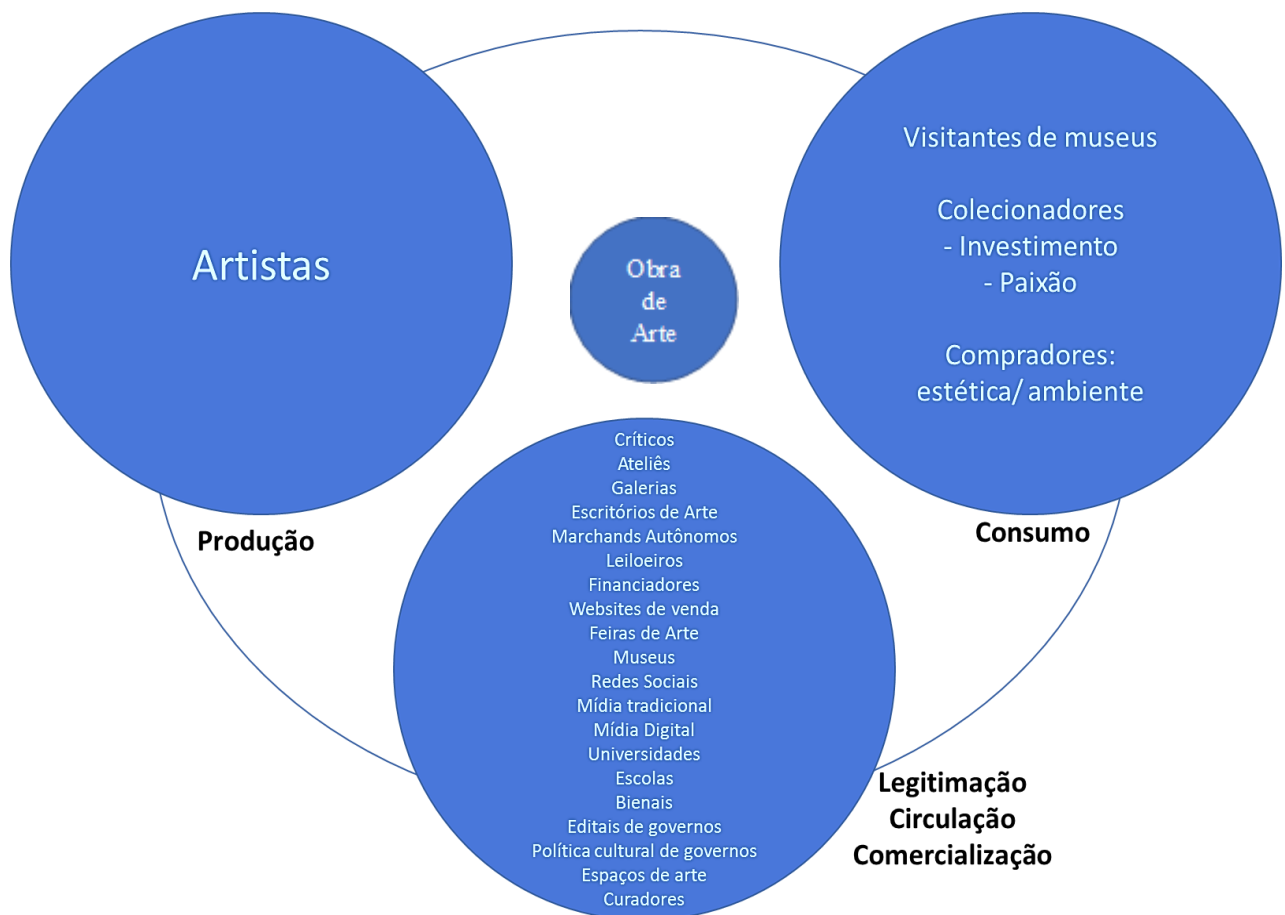 Artistas
Produção
Obra
de
Arte
Visitantes de museus
Colecionadores
- Investimento
- Paixão
Compradores:
estética/ ambiente
Consumo
Críticos
Ateliês
Galerias
Escritórios de Arte
Marchands Autônomos
Leiloeiros
Financiadores
Websites de venda
Feiras de Arte
Museus
Redes Sociais
Mídia tradicional
Mídia Digital
Universidades
Escolas
Bienais
Editais de governos
Política cultural de governos
Espaços de arte
Curadores
Legitimação
Circulação
Comercialização